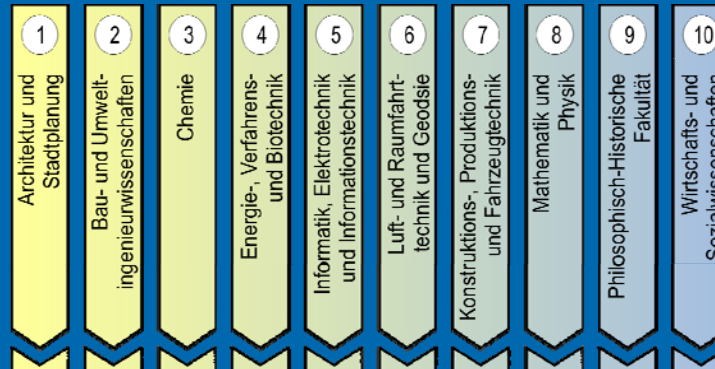 1
Architektur und
Stadtplanung
2
Bau- und Umwelt-
ingenieurwissenschaften
3
Chemie
4
Energie-, Verfahrens-
und Biotechnik
5
Informatik, Elektrotechnik
und Informationstechnik
6
Luft- und Raumfahrt-
technik und Geodsie
7
Konstruktions-, Produktions-
und Fahrzeugtechnik
8
Mathematik und
Physik
9
Philosophisch-Historische
Fakultät
10
Wirtschafts- und
Sozialwissenschaften